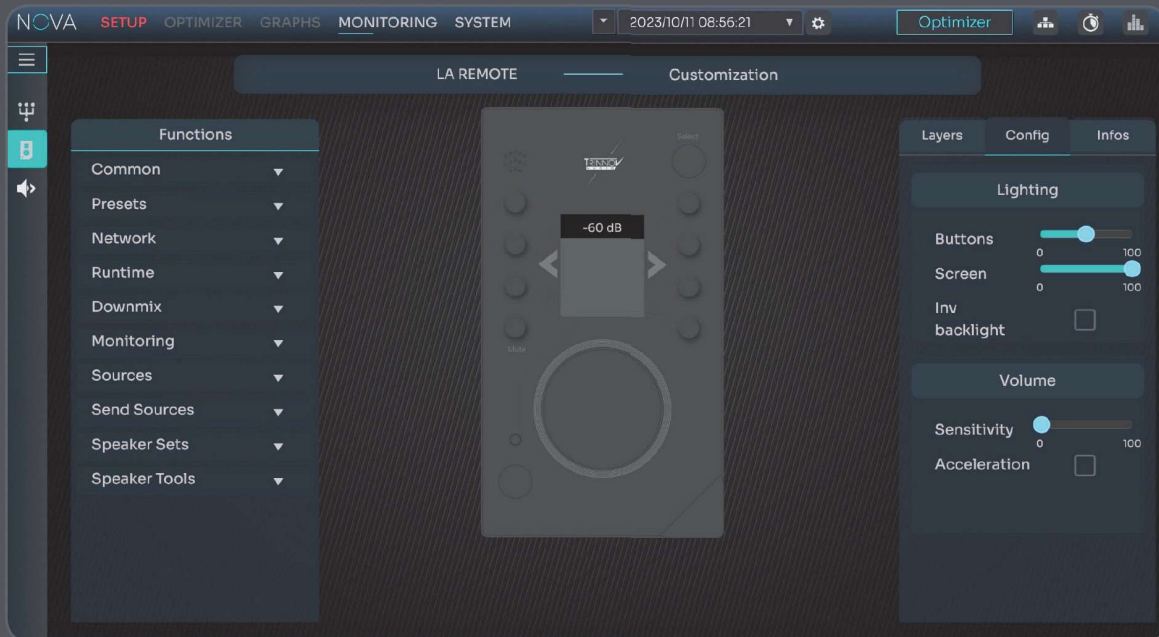 NOVA SETUP OPTIMIZER GRAPHS MONITORING SYSTEM 2023/10/11 08:56:21 Optimizer
LA REMOTE Customization
Functions
Common
Presets
Network
Runtime
Downmix
Monitoring
Sources
Send Sources
Speaker Sets
Speaker Tools
Select
TRINNOV
-60 dB
Mute
Layers Config Infos
Lighting
Buttons
0 100
Screen
0 100
Inv
backlight
Volume
Sensitivity
0 100
Acceleration